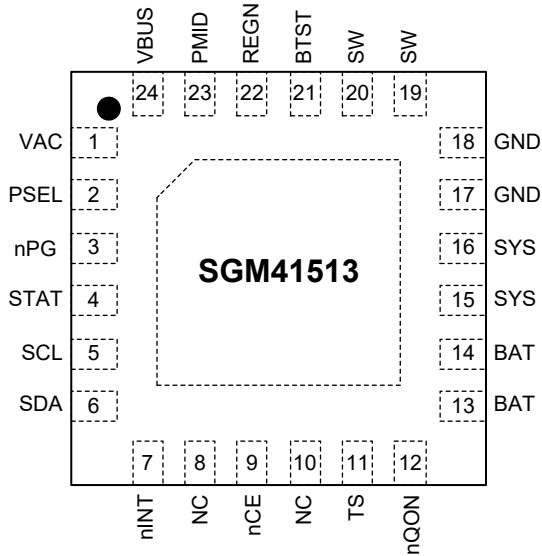 VBUS PMID REGN BTST SW SW
24 23 22 21 20 19
VAC 1 18 GND
PSEL 2 17 GND
nPG 3 16 SYS
SGM41513
STAT 4 15 SYS
SCL 5 14 BAT
SDA 6 13 BAT
7 8 9 10 11 12
nINT NC nCE NC TS nQON